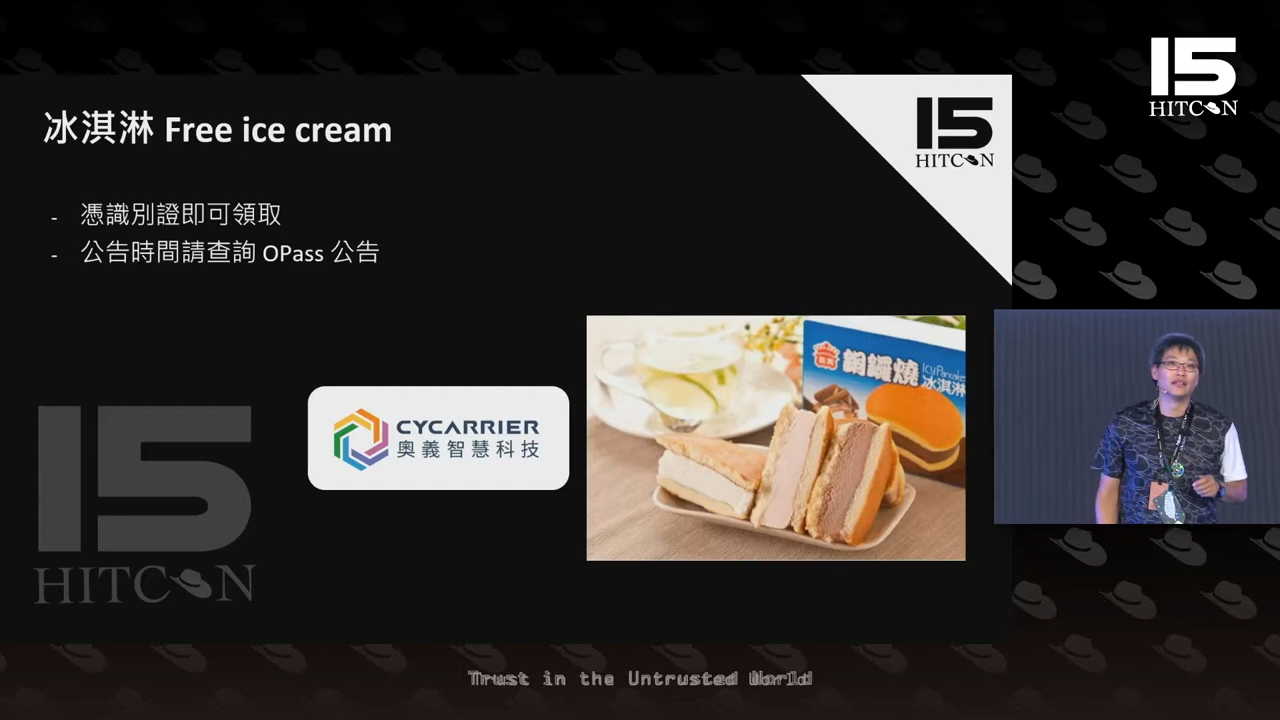 15
HITCON
冰淇淋 Free ice cream
15
HITCON
- 憑識別證即可領取
- 公告時間請查詢 OPass 公告
銅鑼燒
Icy Pancake
冰淇淋
CYCARRIER
奧義智慧科技
15
HITCON
Trust in the Untrusted World